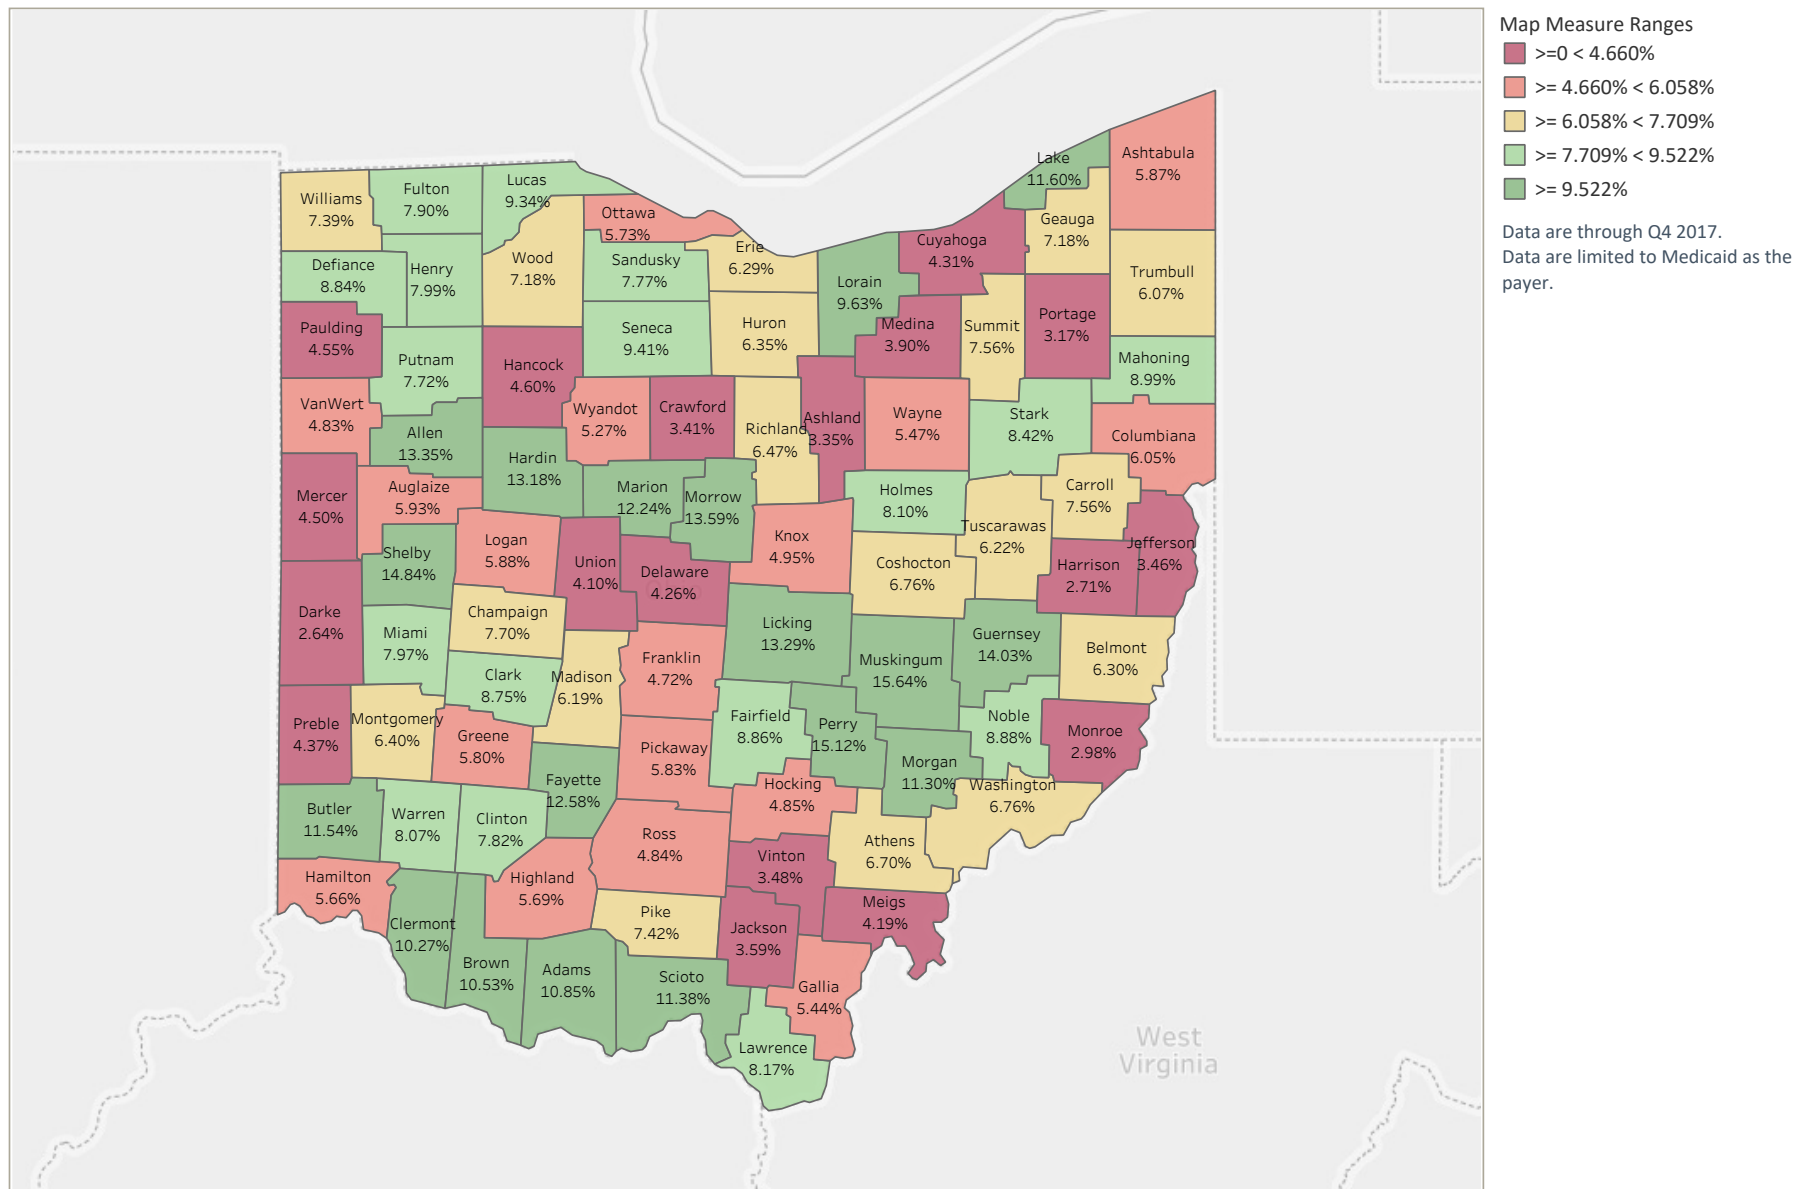 Map Measure Ranges
>=0 < 4.660%
>= 4.660% < 6.058%
>= 6.058% < 7.709%
>= 7.709% < 9.522%
>= 9.522%
Data are through Q4 2017.
Data are limited to Medicaid as the
payer.
Lake
11.60%
Ashtabula
5.87%
Williams
7.39%
Fulton
7.90%
Lucas
9.34%
Ottawa
5.73%
Geauga
7.18%
Cuyahoga
4.31%
Erie
6.29%
Wood
7.18%
Sandusky
7.77%
Defiance
8.84%
Henry
7.99%
Lorain
9.63%
Trumbull
6.07%
Paulding
4.55%
Seneca
9.41%
Huron
6.35%
Medina
3.90%
Summit
7.56%
Portage
3.17%
Putnam
7.72%
Hancock
4.60%
Mahoning
8.99%
VanWert
4.83%
Wyandot
5.27%
Crawford
3.41%
Richland
6.47%
Ashland
3.35%
Wayne
5.47%
Stark
8.42%
Columbiana
6.05%
Allen
13.35%
Hardin
13.18%
Mercer
4.50%
Auglaize
5.93%
Marion
12.24%
Morrow
13.59%
Holmes
8.10%
Carroll
7.56%
Tuscarawas
6.22%
Shelby
14.84%
Logan
5.88%
Union
4.10%
Delaware
4.26%
Knox
4.95%
Coshocton
6.76%
Harrison
2.71%
Jefferson
3.46%
Darke
2.64%
Champaign
7.70%
Miami
7.97%
Licking
13.29%
Guernsey
14.03%
Belmont
6.30%
Clark
8.75%
Madison
6.19%
Franklin
4.72%
Muskingum
15.64%
Preble
4.37%
Montgomery
6.40%
Greene
5.80%
Pickaway
5.83%
Fairfield
8.86%
Perry
15.12%
Noble
8.88%
Monroe
2.98%
Fayette
12.58%
Hocking
4.85%
Morgan
11.30%
Washington
6.76%
Butler
11.54%
Warren
8.07%
Clinton
7.82%
Ross
4.84%
Vinton
3.48%
Athens
6.70%
Hamilton
5.66%
Highland
5.69%
Clermont
10.27%
Pike
7.42%
Jackson
3.59%
Meigs
4.19%
Brown
10.53%
Adams
10.85%
Scioto
11.38%
Gallia
5.44%
Lawrence
8.17%
West
Virginia